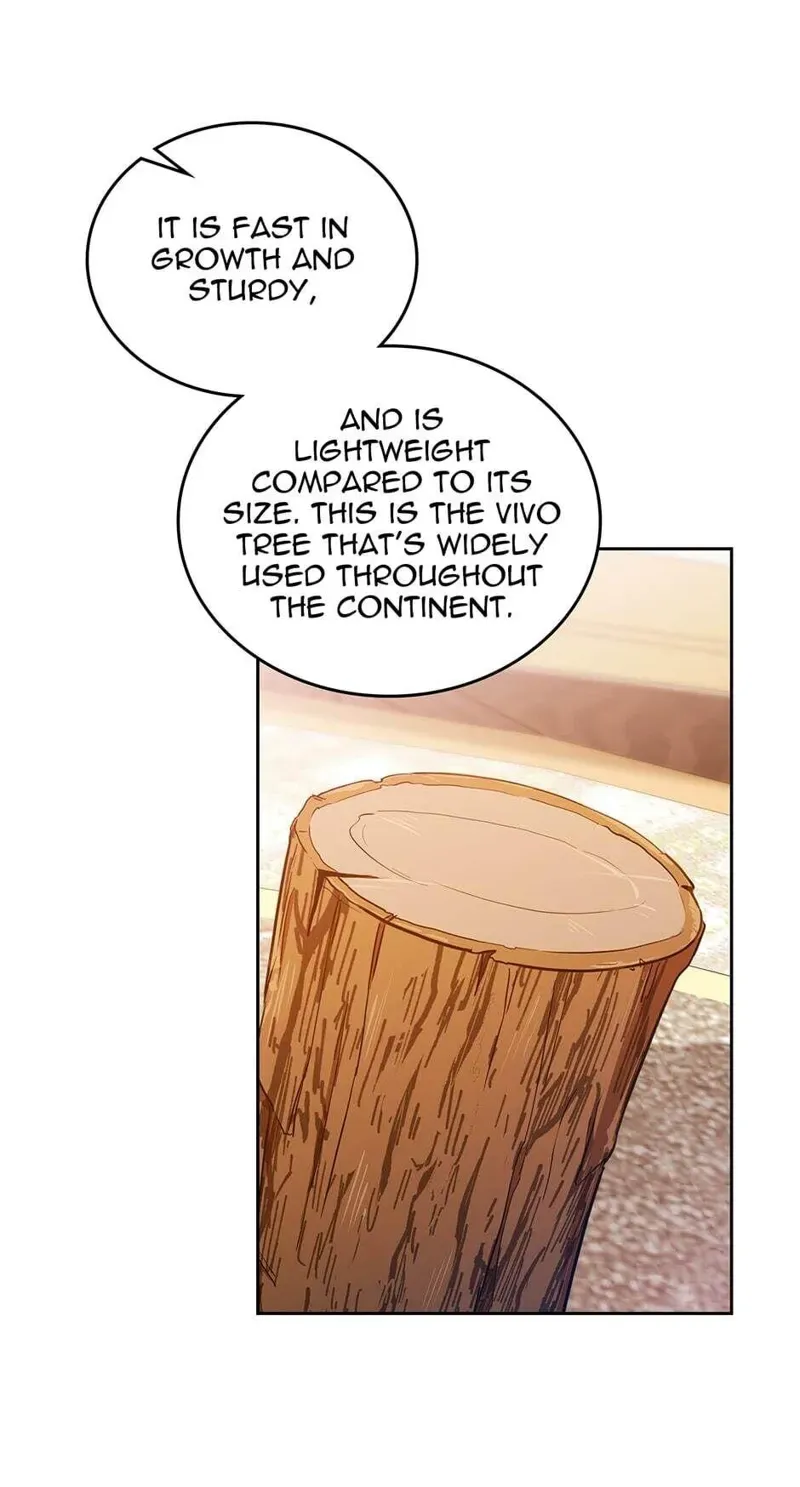 IT IS FAST IN
GROWTH AND
STURDY,
AND IS
LIGHTWEIGHT
COMPARED TO ITS
SIZE. THIS IS THE VIVO
TREE THAT'S WIDELY
USED THROUGHOUT
THE CONTINENT.